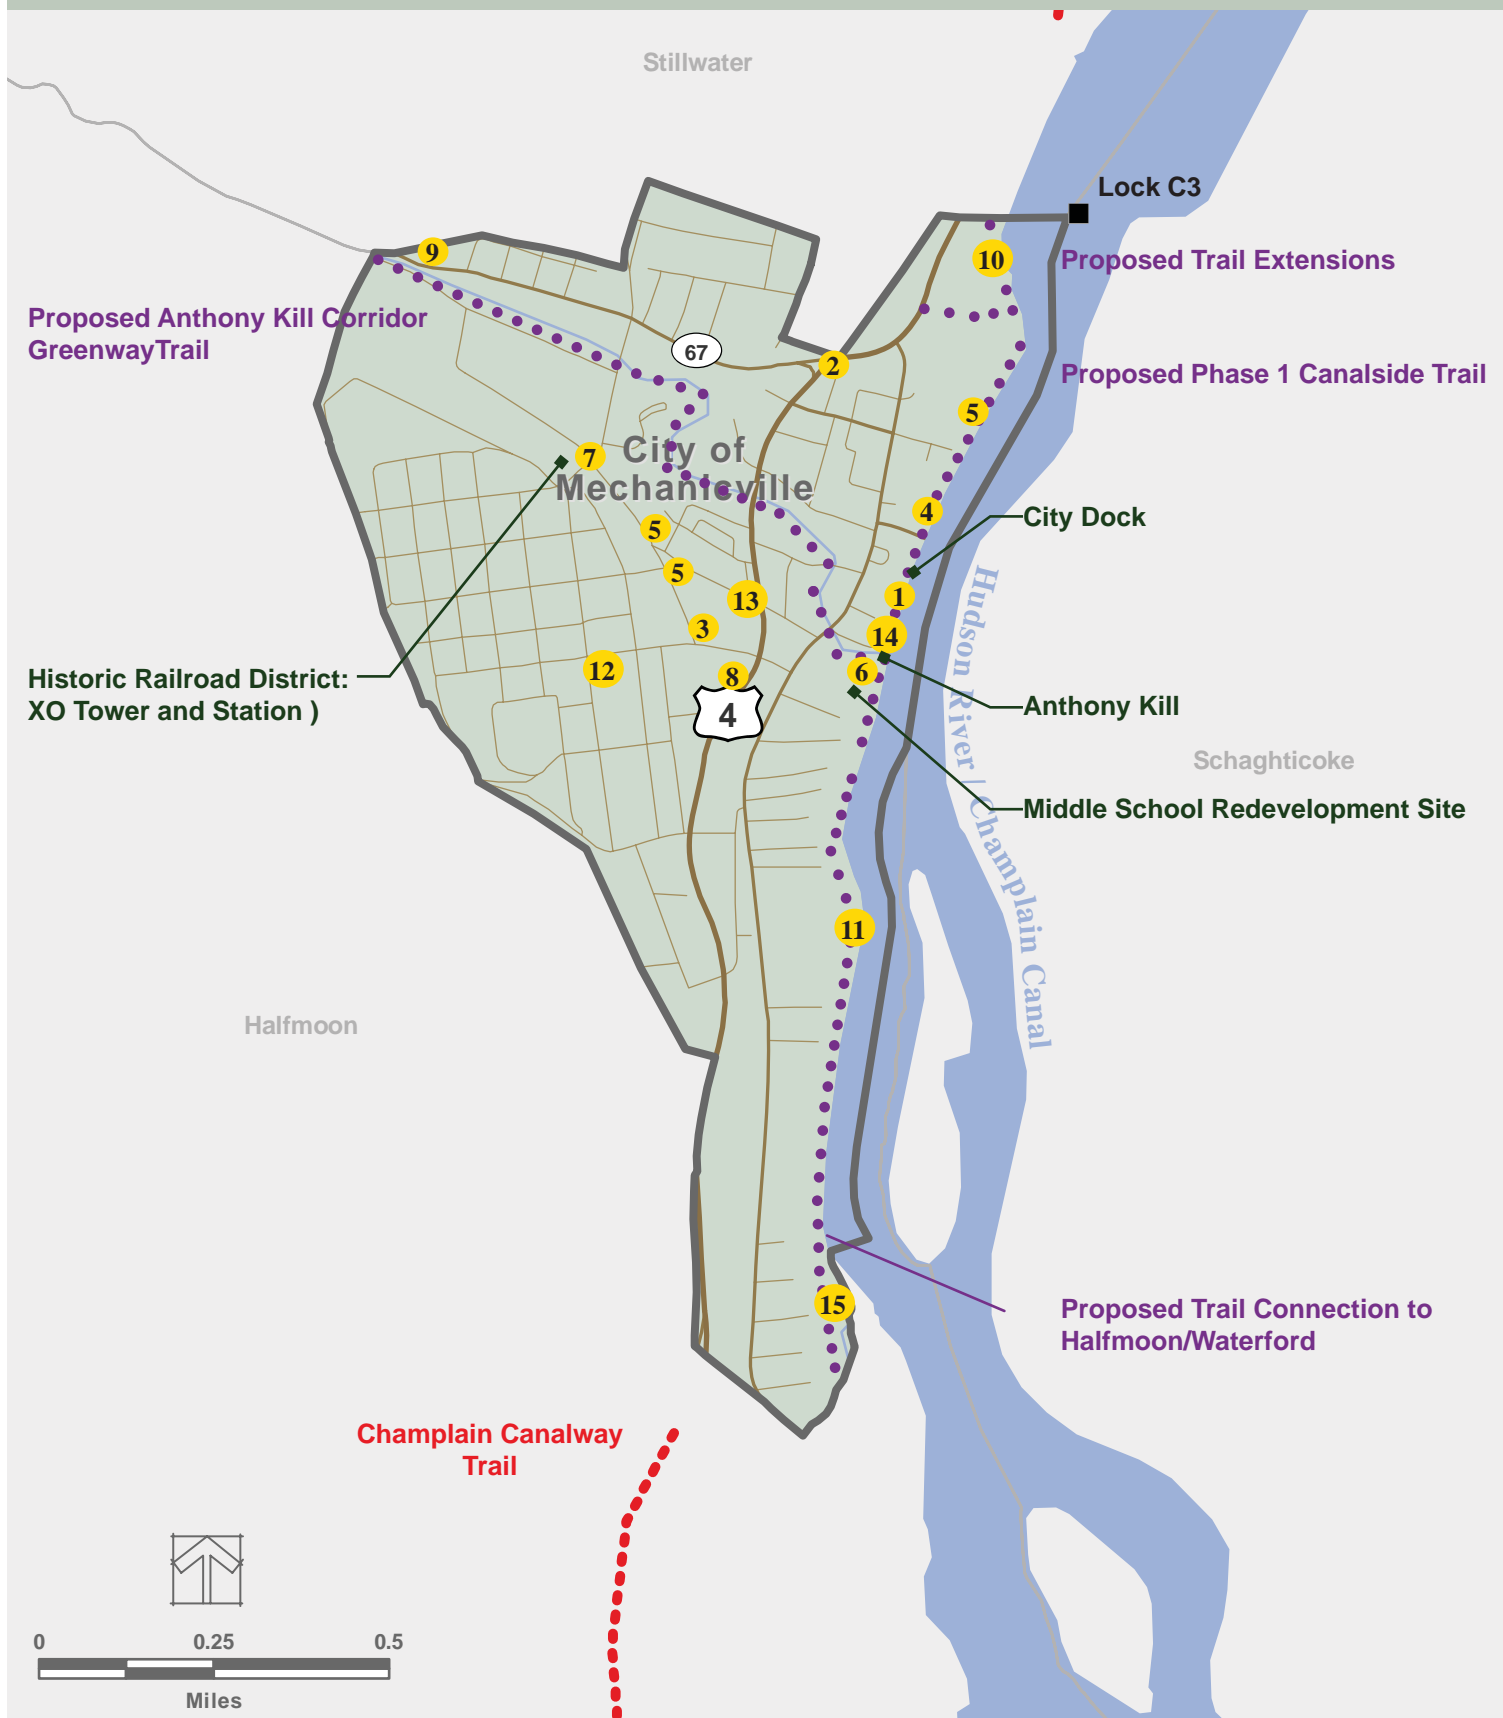 Stillwater
Lock C3
9
10
Proposed Trail Extensions
Proposed Anthony Kill Corridor
GreenwayTrail
67
2
Proposed Phase 1 Canalside Trail
5
City of
Mechanicville
7
4
City Dock
5
5
13
1
3
14
12
8
6
Historic Railroad District:
XO Tower and Station )
4
Anthony Kill
Hudson River / Champlain Canal
Schaghticoke
Middle School Redevelopment Site
11
Halfmoon
15
Proposed Trail Connection to
Halfmoon/Waterford
Champlain Canalway
Trail
0 0.25 0.5
Miles